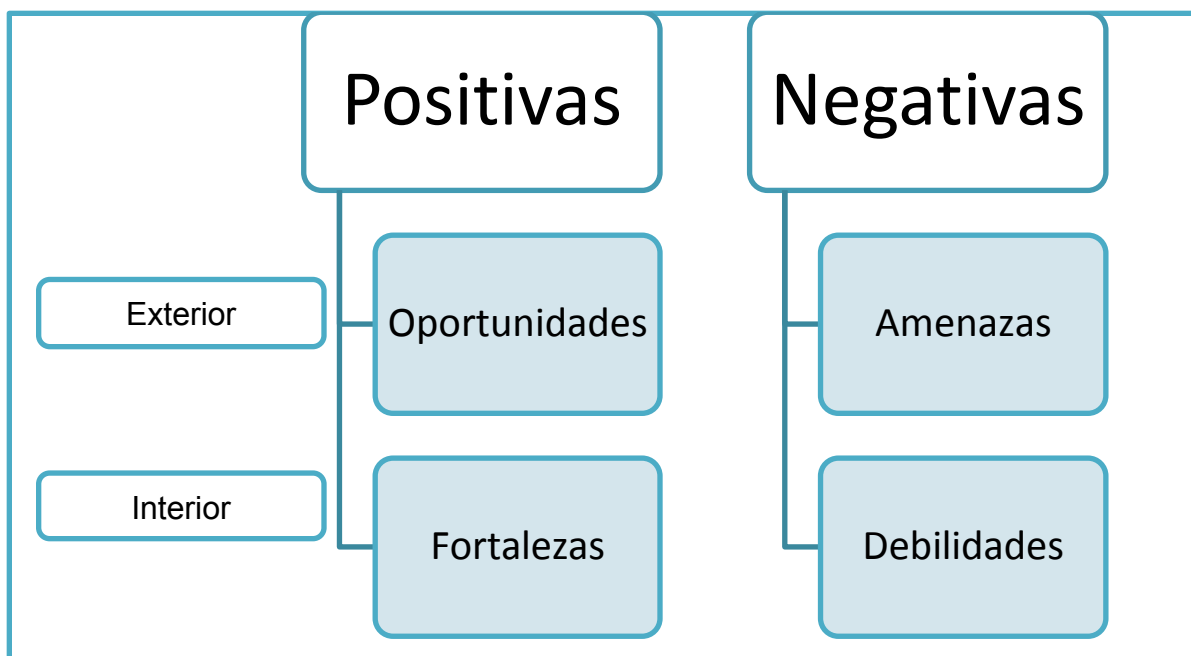 Positivas
Negativas
Exterior
Oportunidades
Amenazas
Interior
Fortalezas
Debilidades